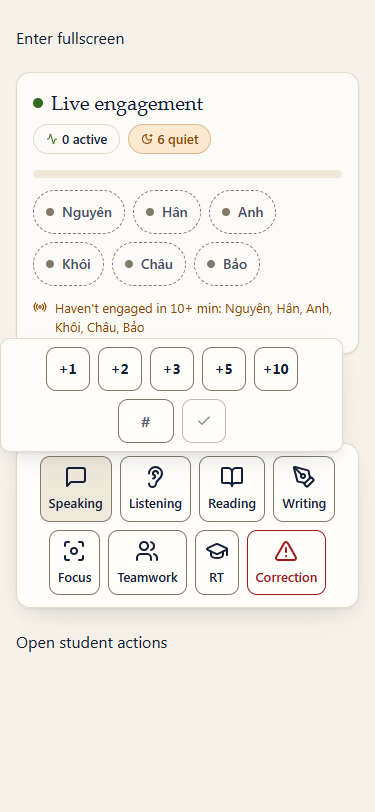 Enter fullscreen
Live engagement
0 active
6 quiet
Nguyên
Hân
Anh
Khôi
Châu
Bảo
Haven't engaged in 10+ min: Nguyên, Hân, Anh,
Khôi, Châu, Bảo
+1
+2
+3
+5
+10
#
Speaking
Listening
Reading
Writing
Focus
Teamwork
RT
Correction
Open student actions